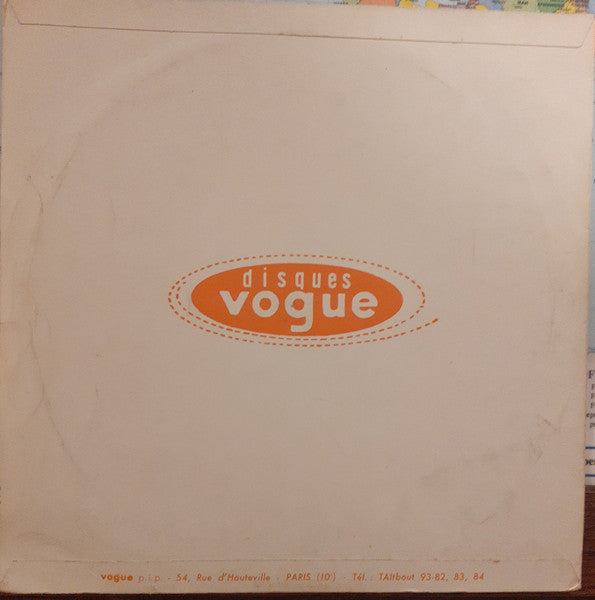 disques
vogue
vogue p.i.p. - 54, Rue d'Hauteville - PARIS (10e) - Tél. : TAItbout 93-82, 83, 84